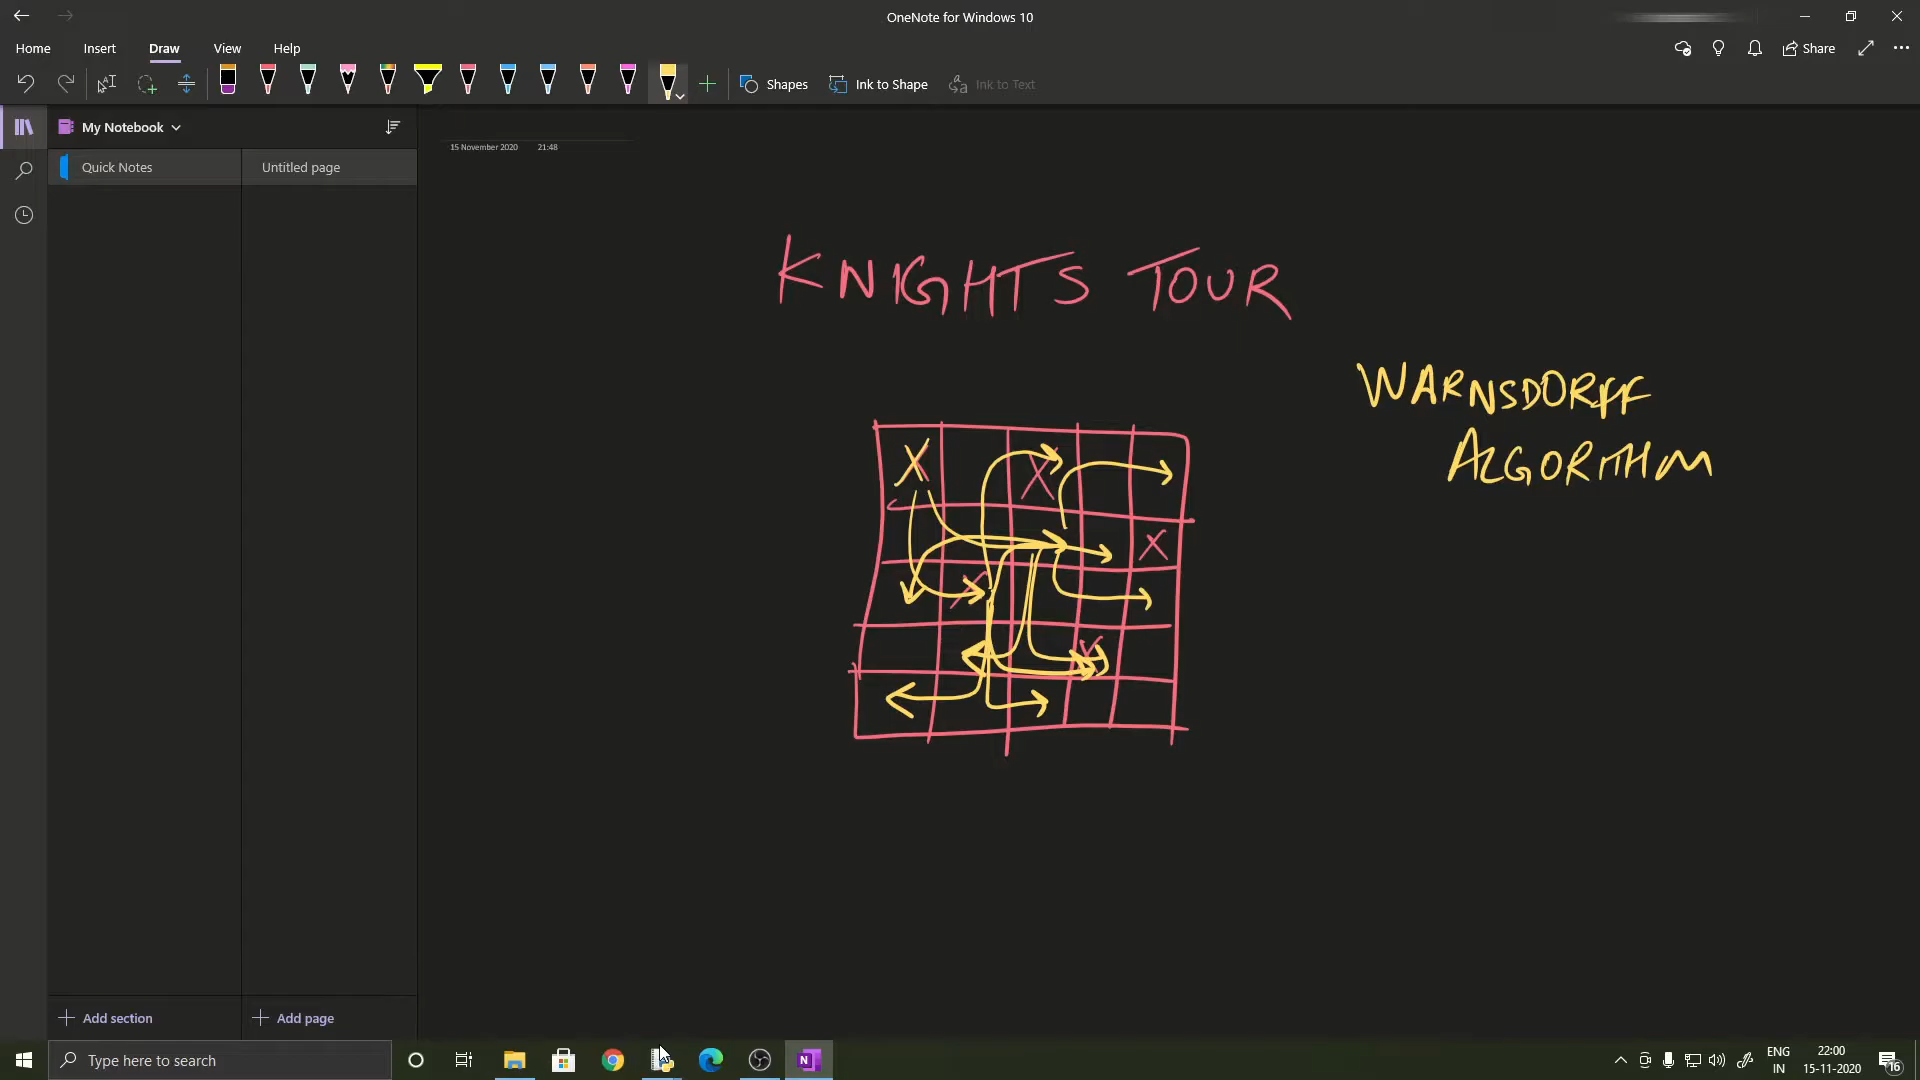 OneNote for Windows 10
Home Insert Draw View Help
Share
Shapes Ink to Shape Ink to Text
My Notebook
Quick Notes Untitled page
15 November 2020 21:48
KNIGHTS TOUR
WARNSDORFF
ALGORITHM
X X
X
X
X
Add section Add page
Type here to search
ENG 22:00
IN 15-11-2020 16